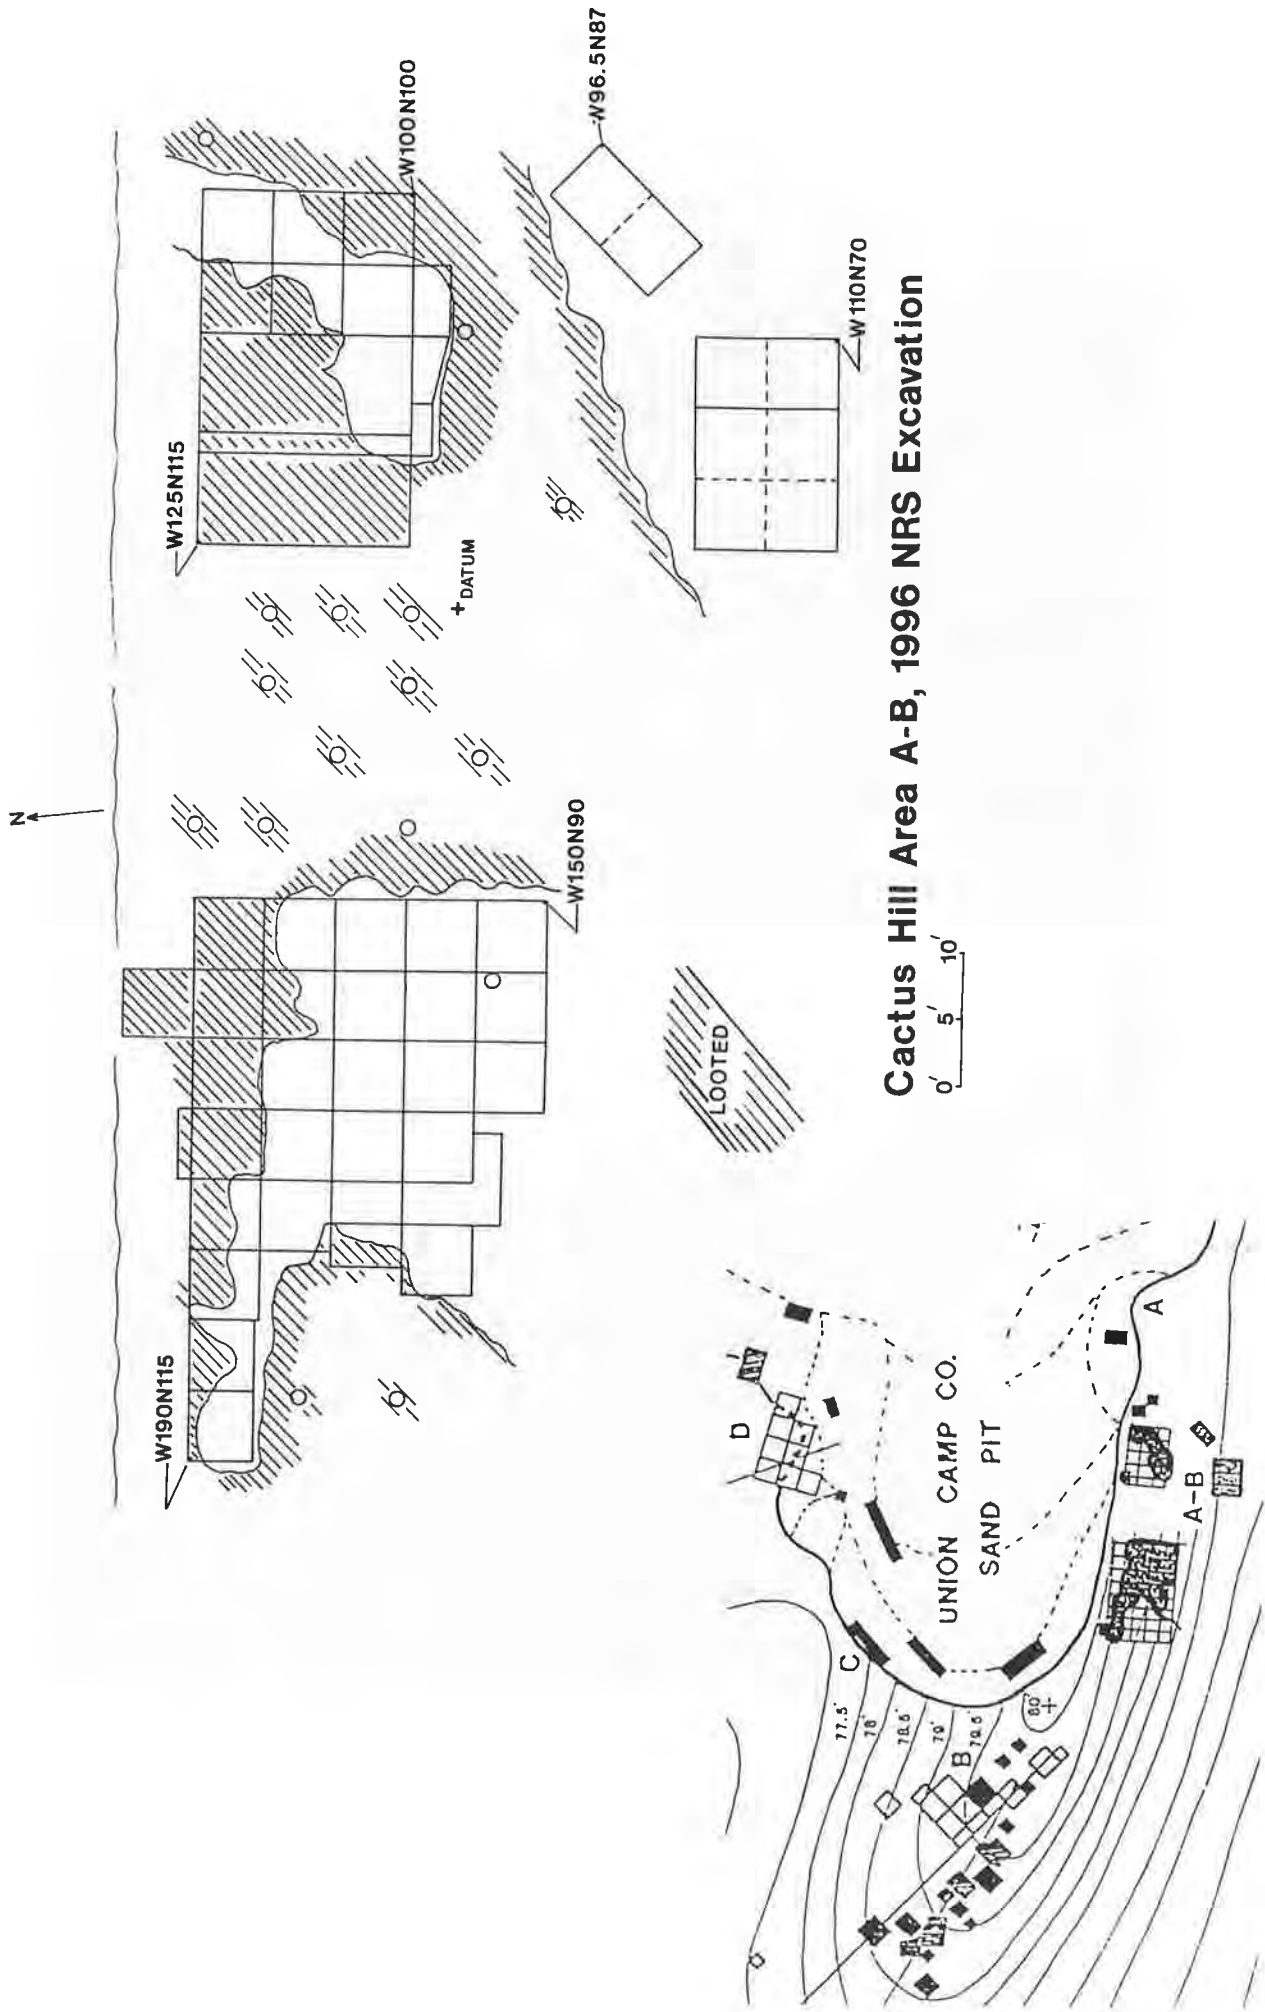 N
W190N115
W125N115
W100N100
W96.5N87
+DATUM
W150N90
W110N70
LOOTED
Cactus Hill Area A-B, 1996 NRS Excavation
0' 5' 10'
D
C
B
A
A-B
UNION CAMP CO.
SAND PIT
77.5'
78'
78.5'
79'
79.5'
80'